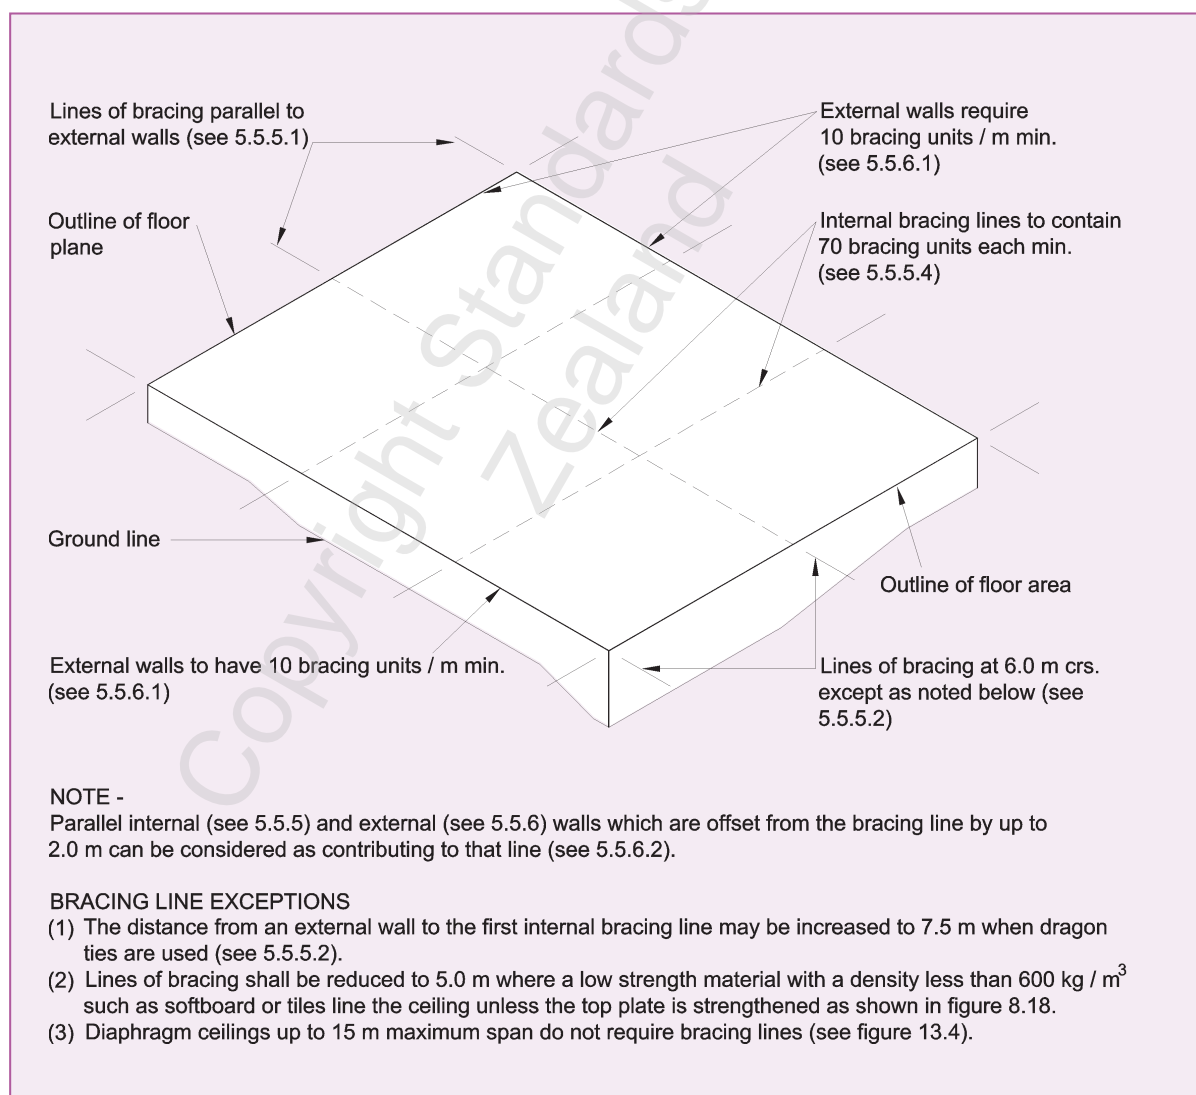 Lines of bracing parallel to
external walls (see 5.5.5.1)
External walls require
10 bracing units / m min.
(see 5.5.6.1)
Outline of floor
plane
Internal bracing lines to contain
70 bracing units each min.
(see 5.5.5.4)
Ground line
Outline of floor area
External walls to have 10 bracing units / m min.
(see 5.5.6.1)
Lines of bracing at 6.0 m crs.
except as noted below (see
5.5.5.2)
NOTE -
Parallel internal (see 5.5.5) and external (see 5.5.6) walls which are offset from the bracing line by up to
2.0 m can be considered as contributing to that line (see 5.5.6.2).
BRACING LINE EXCEPTIONS
(1) The distance from an external wall to the first internal bracing line may be increased to 7.5 m when dragon
ties are used (see 5.5.5.2).
(2) Lines of bracing shall be reduced to 5.0 m where a low strength material with a density less than 600 kg / m³
such as softboard or tiles line the ceiling unless the top plate is strengthened as shown in figure 8.18.
(3) Diaphragm ceilings up to 15 m maximum span do not require bracing lines (see figure 13.4).
Copyright Standards
Zealand